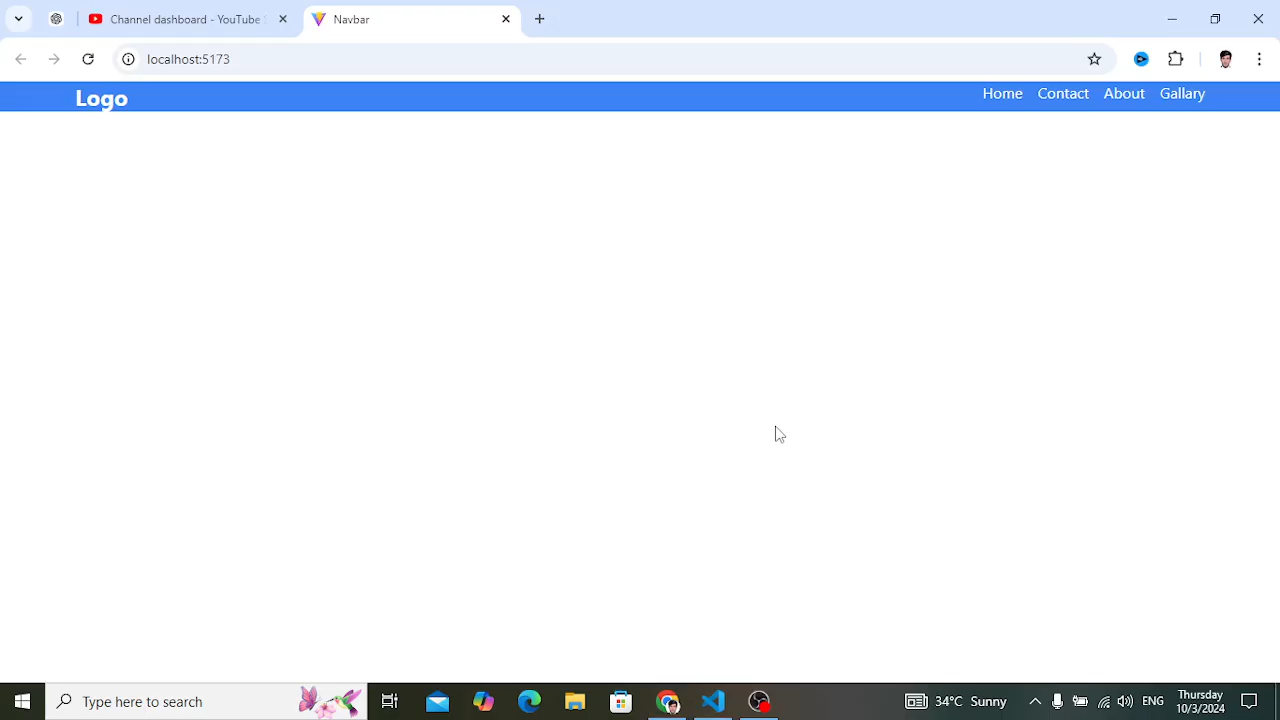 Channel dashboard - YouTube
Navbar
localhost:5173
Logo
Home
Contact
About
Gallary
Type here to search
34°C Sunny
ENG
Thursday
10/3/2024